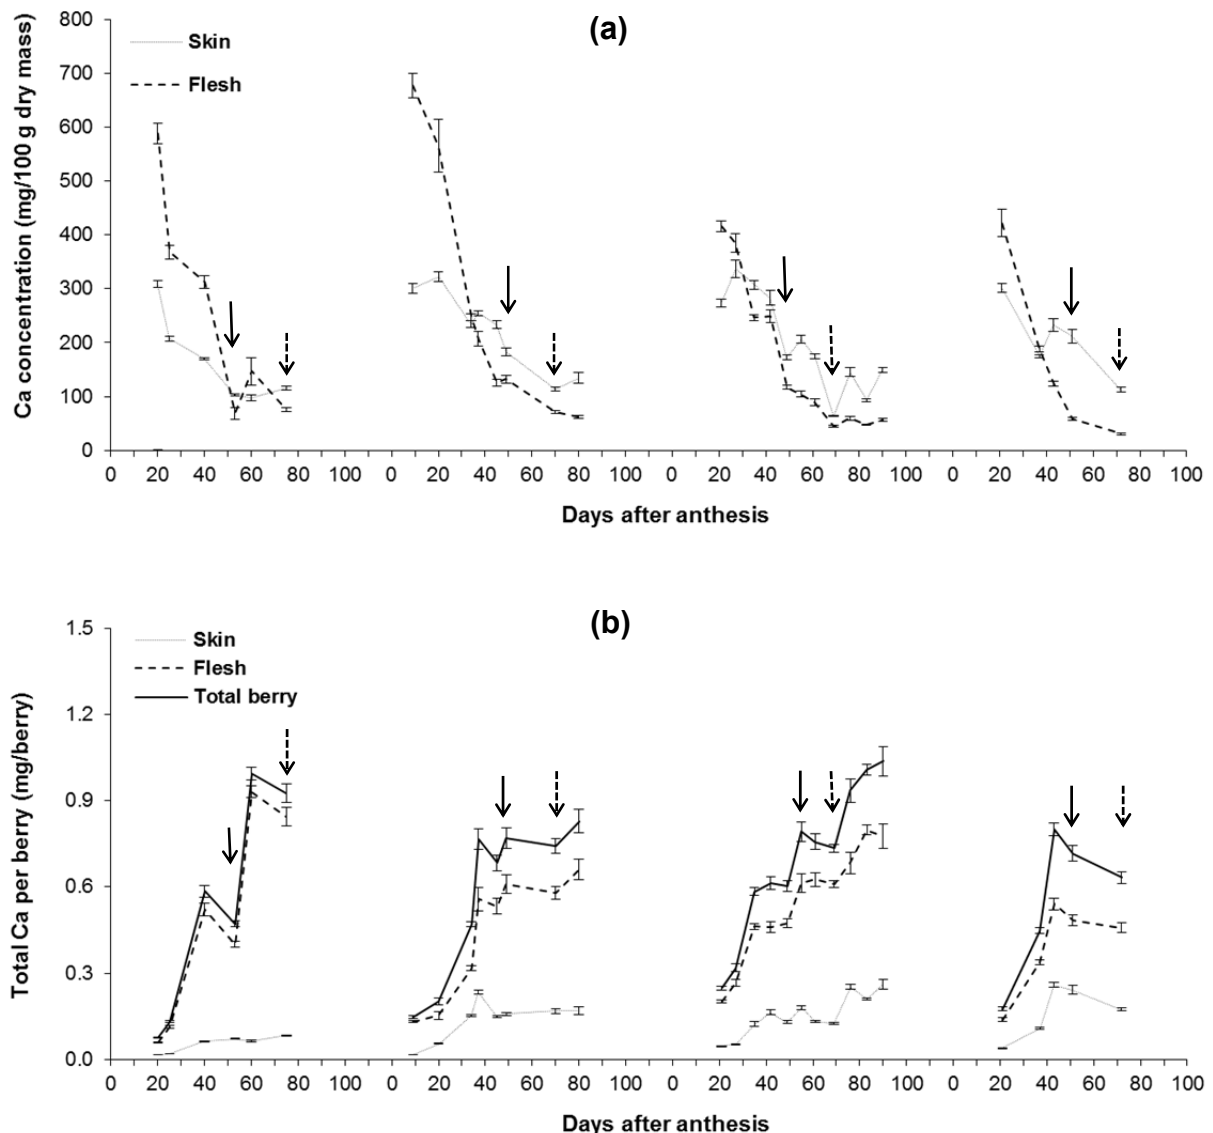 (a)
Ca concentration (mg/100 g dry mass)
800
700
600
500
400
300
200
100
0
Skin
Flesh
0 20 40 60 80 100 0 20 40 60 80 100 0 20 40 60 80 100 0 20 40 60 80 100
Days after anthesis
(b)
Total Ca per berry (mg/berry)
1.5
1.2
0.9
0.6
0.3
0.0
Skin
Flesh
Total berry
0 20 40 60 80 100 0 20 40 60 80 100 0 20 40 60 80 100 0 20 40 60 80 100
Days after anthesis